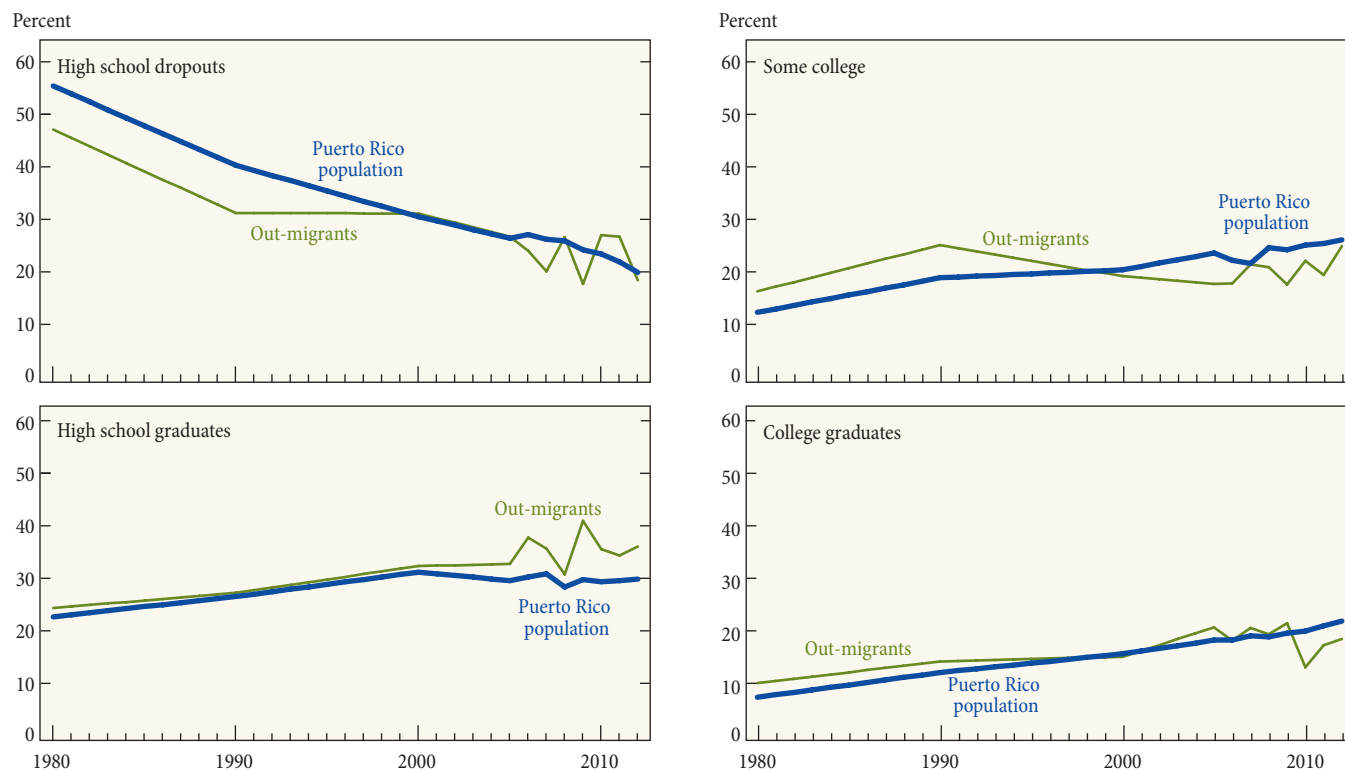 Percent
60
50
40
30
20
10
0
High school dropouts
Puerto Rico
population
Out-migrants
Percent
60
50
40
30
20
10
0
Some college
Puerto Rico
population
Out-migrants
60
50
40
30
20
10
0
High school graduates
Out-migrants
Puerto Rico
population
1980
1990
2000
2010
60
50
40
30
20
10
0
College graduates
Out-migrants
Puerto Rico
population
1980
1990
2000
2010